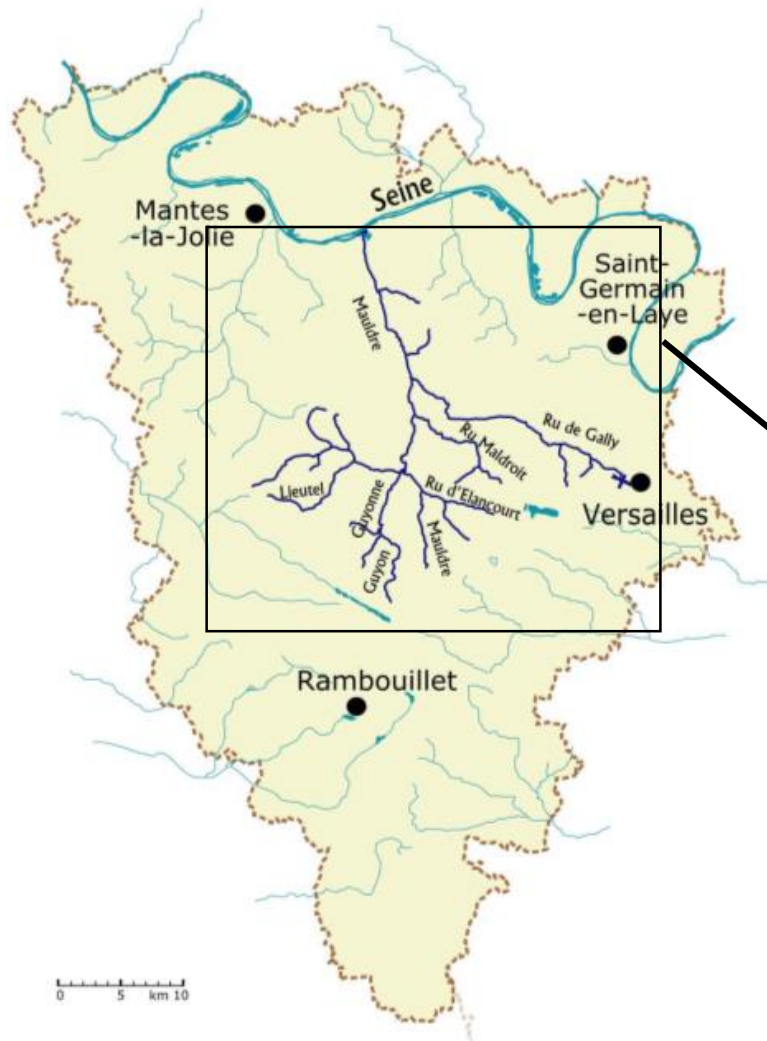 Seine
Mantes
-la-Jolie
Saint-
Germain
-en-Laye
Mauldre
Ru de Gally
Ru Maldroit
Lieutel
Guyonne
Ru d'Elancourt
Versailles
Mauldre
Guyon
Rambouillet
0 5 km 10